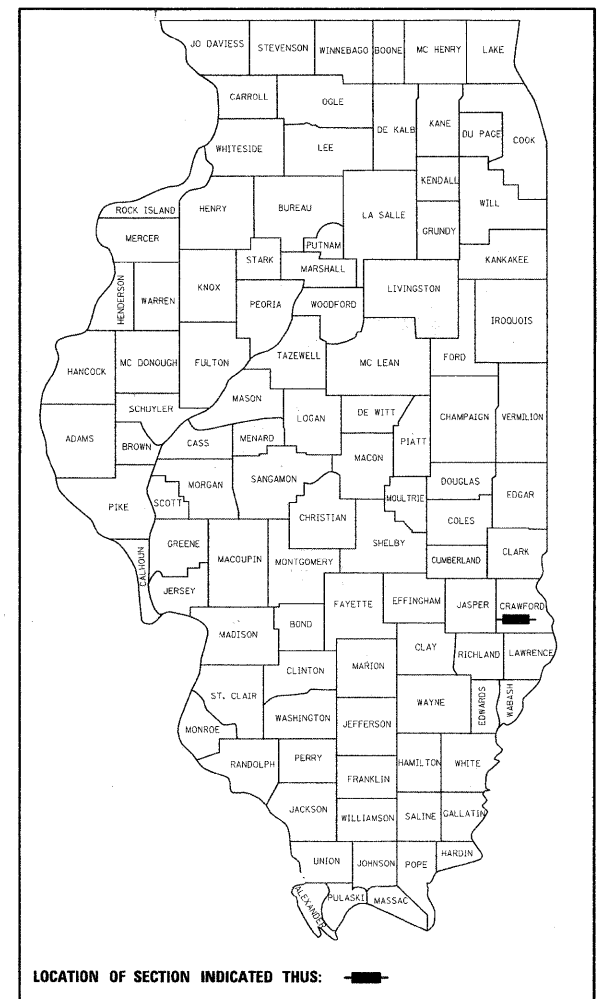 JO DAVIESS STEVENSON WINNEBAGO BOONE MC HENRY LAKE
CARROLL OGLE DE KALB KANE DU PAGE COOK
WHITESIDE LEE KENDALL WILL
ROCK ISLAND HENRY BUREAU LA SALLE GRUNDY
MERCER PUTNAM KANKAKEE
STARK MARSHALL
HENDERSON WARREN KNOX PEORIA WOODFORD LIVINGSTON IROQUOIS
HANCOCK MC DONOUGH FULTON TAZEWELL MC LEAN FORD
SCHUYLER MASON LOGAN DE WITT CHAMPAIGN VERMILION
ADAMS BROWN CASS MENARD MACON PIATT
PIKE SCOTT MORGAN SANGAMON CHRISTIAN MOULTRIE DOUGLAS EDGAR
CALHOUN GREENE MACOUPIN MONTGOMERY SHELBY COLES
JERSEY CUMBERLAND CLARK
MADISON BOND FAYETTE EFFINGHAM JASPER CRAWFORD
CLINTON MARION CLAY RICHLAND LAWRENCE
ST. CLAIR WASHINGTON JEFFERSON WAYNE EDWARDS WABASH
MONROE
RANDOLPH PERRY FRANKLIN HAMILTON WHITE
JACKSON WILLIAMSON SALINE GALLATIN
UNION JOHNSON POPE HARDIN
ALEXANDER PULASKI MASSAC
LOCATION OF SECTION INDICATED THUS: